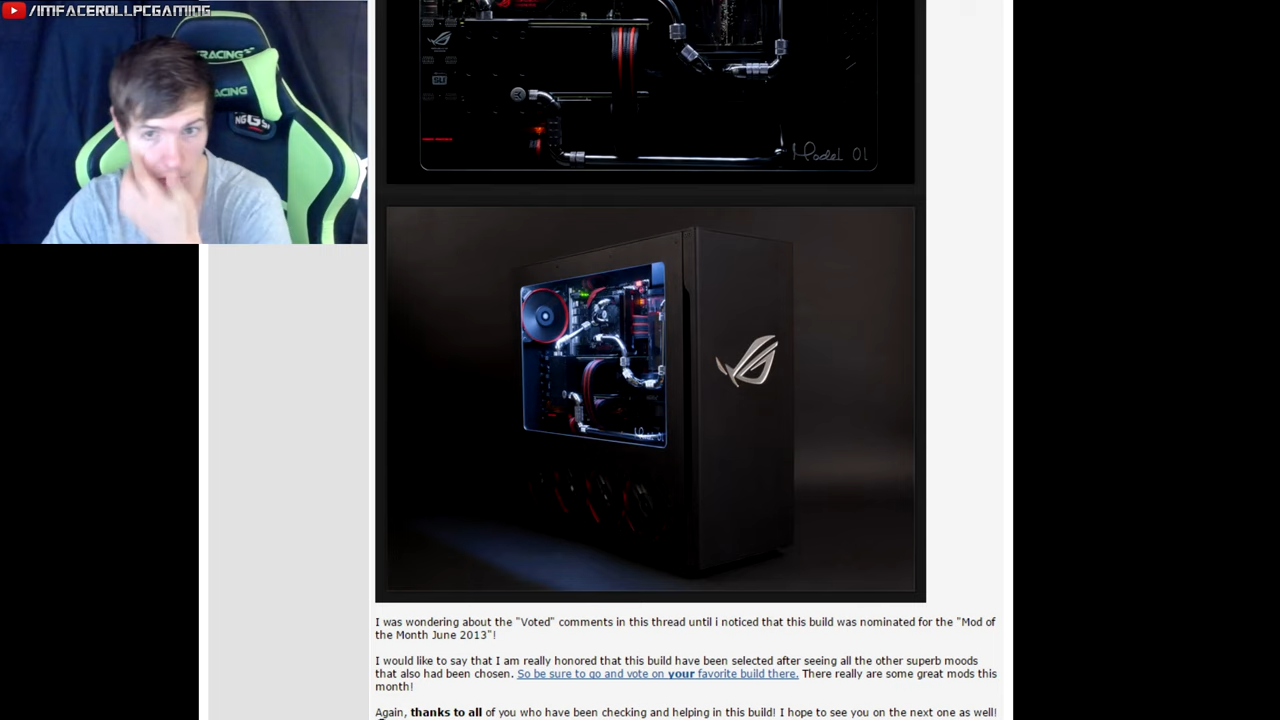 /IMFACEROLLPCGAMING
RACING
RACING
Model 01
I was wondering about the "Voted" comments in this thread until i noticed that this build was nominated for the "Mod of
the Month June 2013"!
I would like to say that I am really honored that this build have been selected after seeing all the other superb moods
that also had been chosen. So be sure to go and vote on your favorite build there. There really are some great mods this
month!
Again, thanks to all of you who have been checking and helping in this build! I hope to see you on the next one as well!